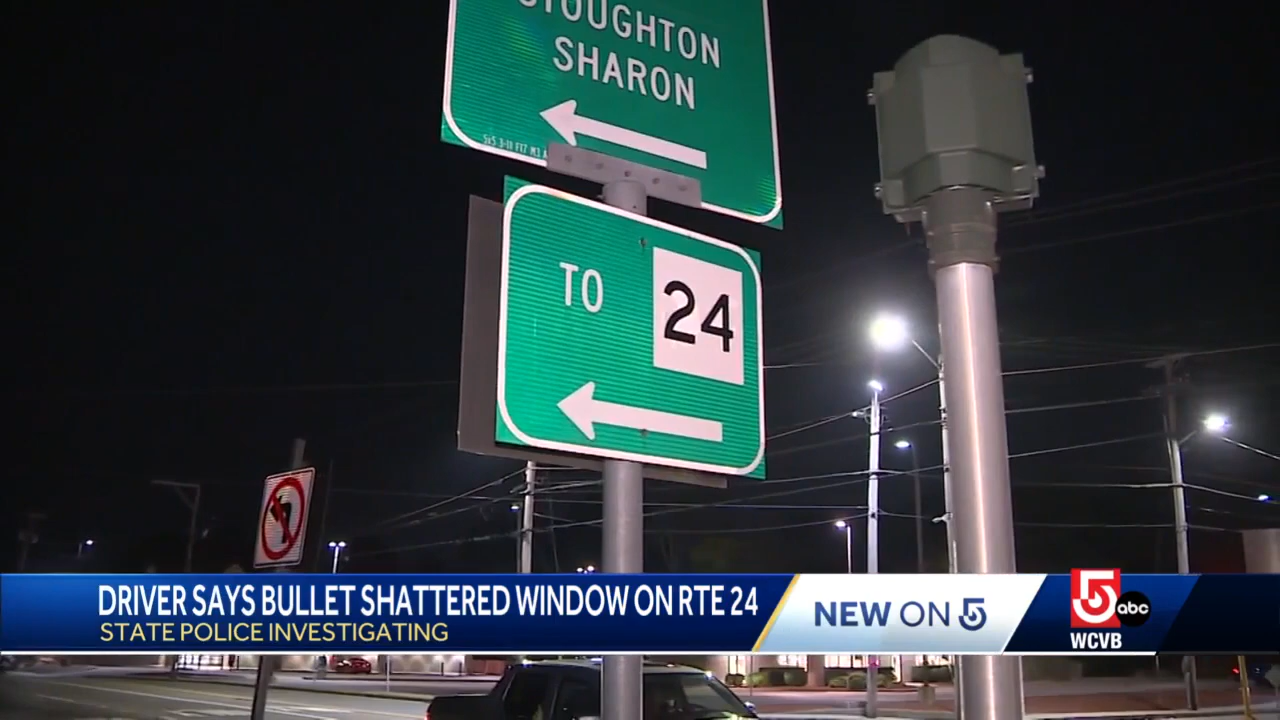 STOUGHTON
SHARON
TO 24
DRIVER SAYS BULLET SHATTERED WINDOW ON RTE 24
STATE POLICE INVESTIGATING
NEW ON 5
5 abc
WCVB